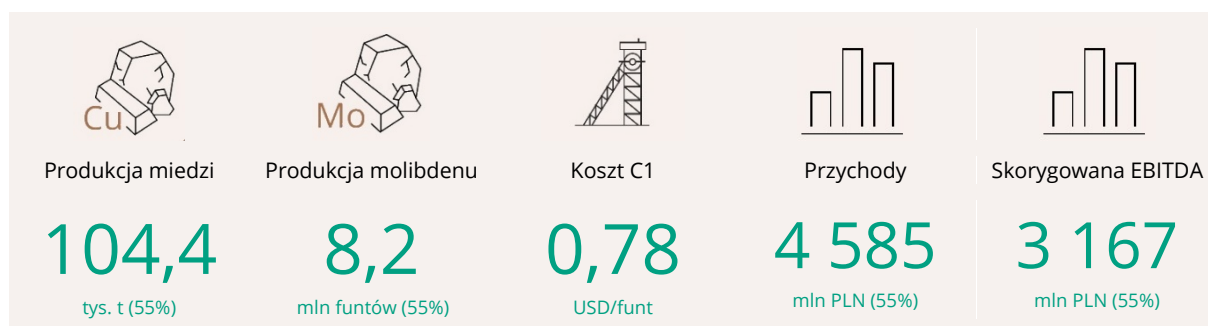 Cu
Mo
Produkcja miedzi
Produkcja molibdenu
Koszt C1
Przychody
Skorygowana EBITDA
104,4
8,2
0,78
4 585
3 167
tys. t (55%)
mln funtów (55%)
USD/funt
mln PLN (55%)
mln PLN (55%)